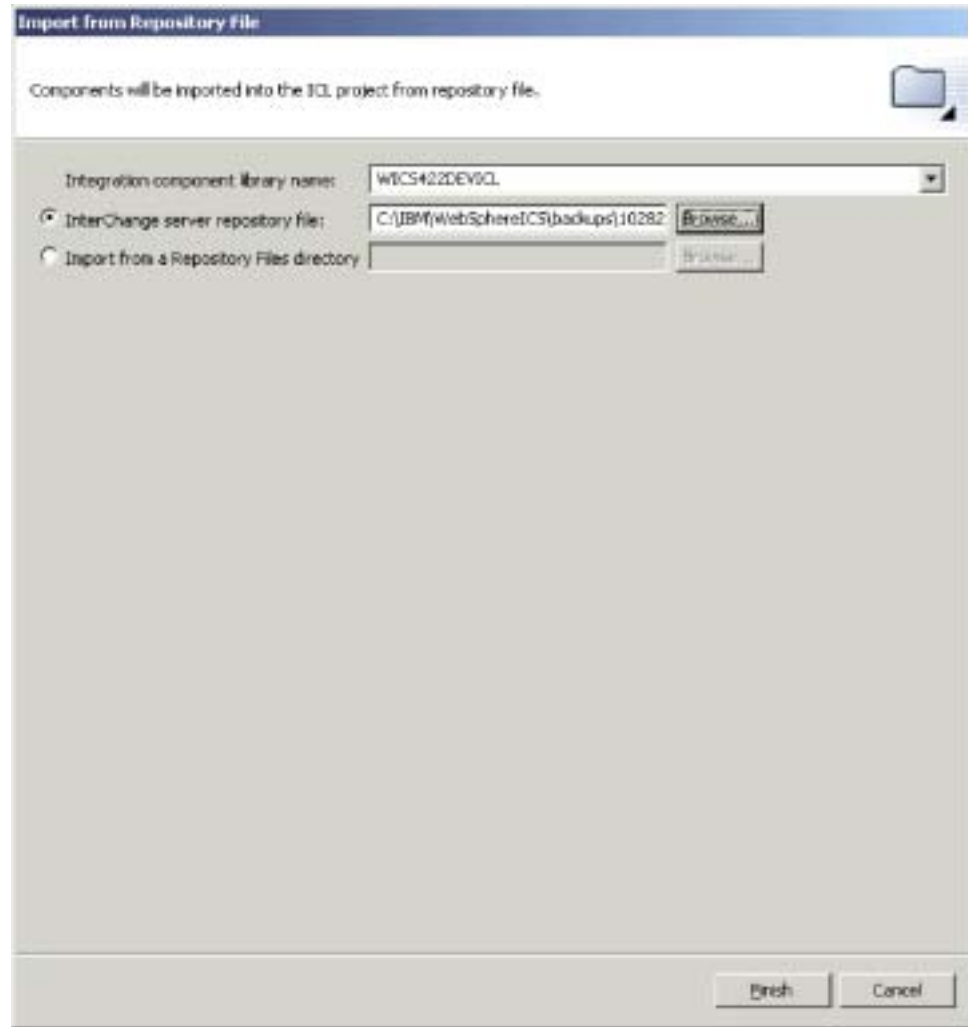 Import from Repository File
Components will be imported into the ICL project from repository file.
Integration component library name: WICS422DEVICL
InterChange server repository file: C:\IBM\WebSphereICS\backups\10282 Browse...
Import from a Repository Files directory Browse...
Finish Cancel